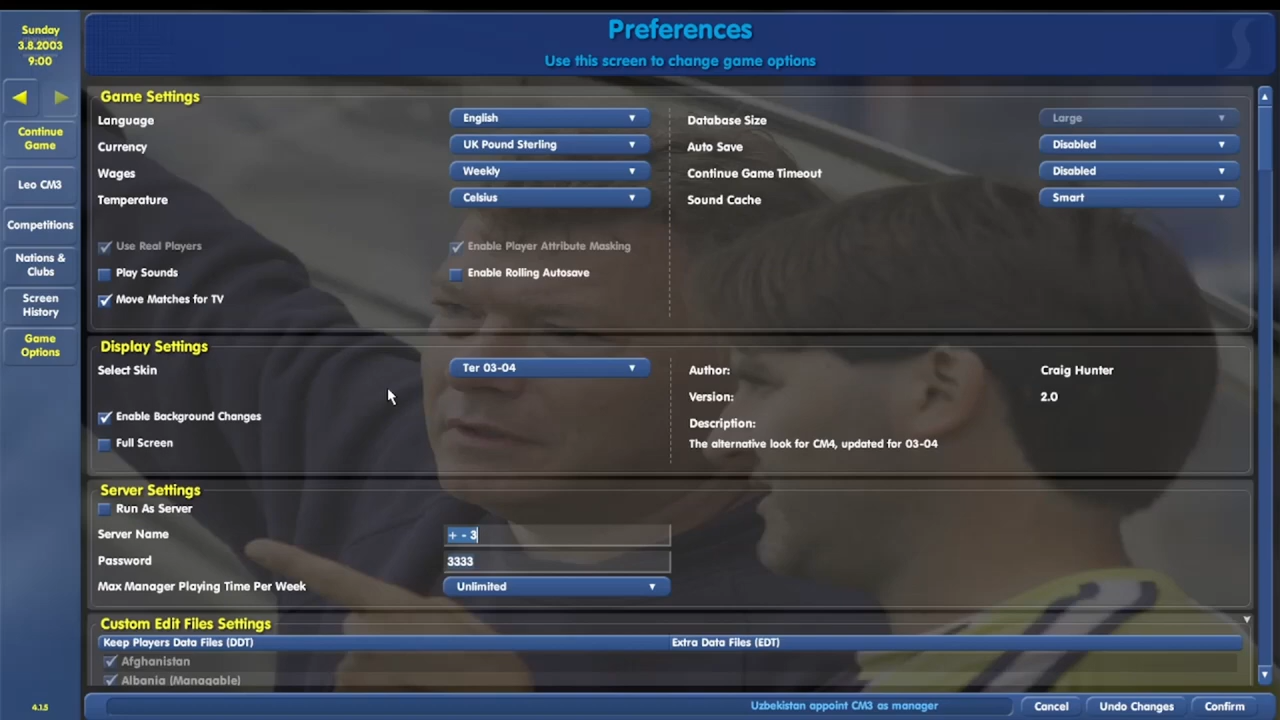 Sunday
3.8.2003
9:00
Continue
Game
Leo CM3
Competitions
Nations &
Clubs
Screen
History
Game
Options
4.1.5
Preferences
Use this screen to change game options
Game Settings
Language English
Currency UK Pound Sterling
Wages Weekly
Temperature Celsius
Database Size Large
Auto Save Disabled
Continue Game Timeout Disabled
Sound Cache Smart
Use Real Players
Enable Player Attribute Masking
Play Sounds
Enable Rolling Autosave
Move Matches for TV
Display Settings
Select Skin Ter 03-04
Enable Background Changes
Full Screen
Author: Craig Hunter
Version: 2.0
Description:
The alternative look for CM4, updated for 03-04
Server Settings
Run As Server
Server Name + - 3
Password 3333
Max Manager Playing Time Per Week Unlimited
Custom Edit Files Settings
Keep Players Data Files (DDT) Extra Data Files (EDT)
Afghanistan
Albania (Managable)
Uzbekistan appoint CM3 as manager
Cancel
Undo Changes
Confirm